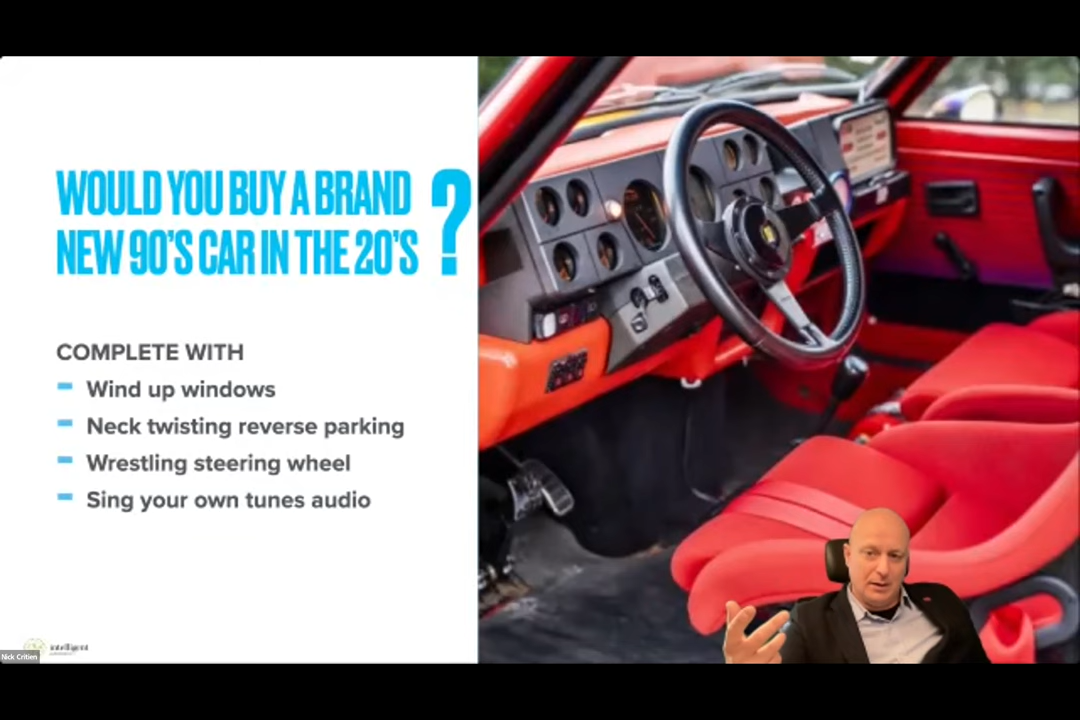 WOULD YOU BUY A BRAND
NEW 90'S CAR IN THE 20'S ?
COMPLETE WITH
- Wind up windows
- Neck twisting reverse parking
- Wrestling steering wheel
- Sing your own tunes audio
intelligent
Nick Critien